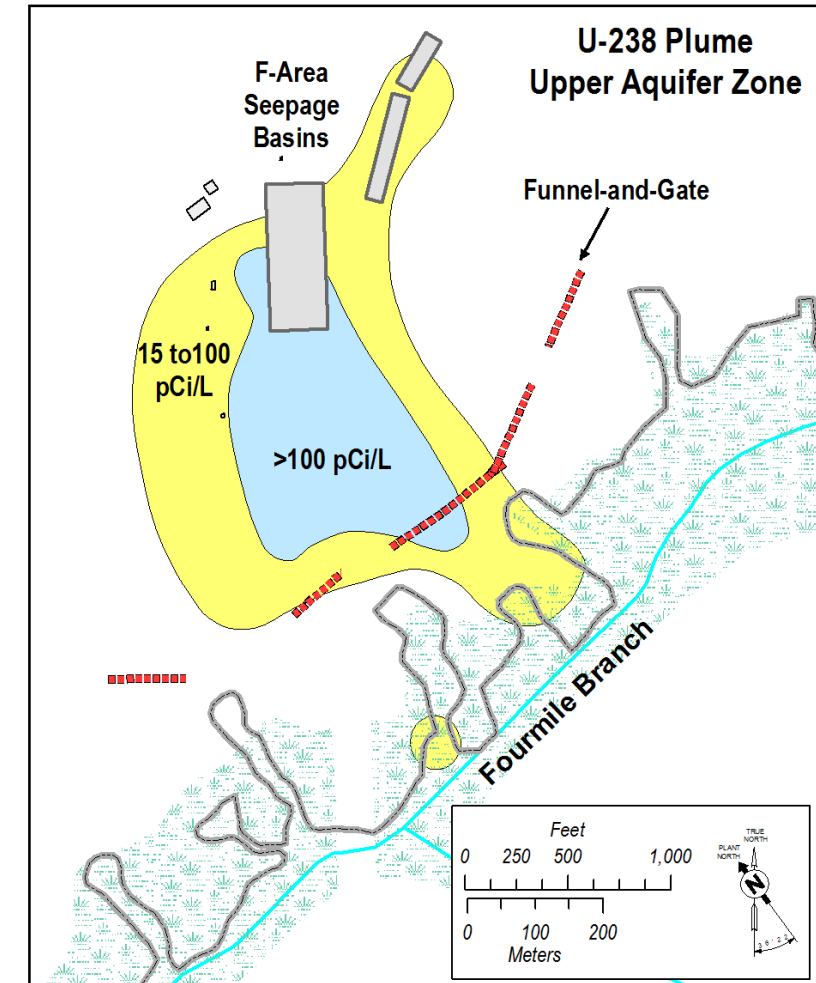 U-238 Plume
Upper Aquifer Zone
F-Area
Seepage
Basins
Funnel-and-Gate
15 to100
pCi/L
>100 pCi/L
Fourmile Branch
Feet
0 250 500 1,000
0 100 200
Meters
TRUE
NORTH
PLANT
NORTH
N